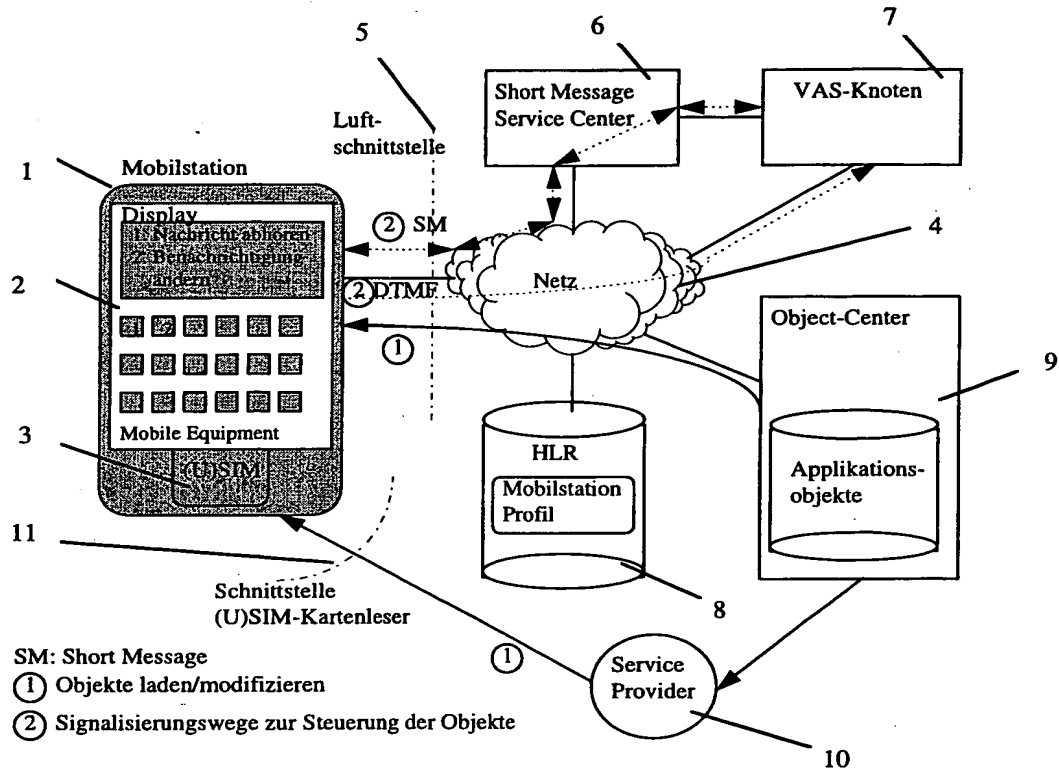 5
6
7
Short Message
Service Center
VAS-Knoten
Luft-
schnittstelle
1
Mobilstation
Display
1: Nachricht abhören
2: Benachrichtigung
ändern
2 SM
2 DTMF
Netz
4
2
1
Object-Center
9
Mobile Equipment
3
(U)SIM
HLR
Mobilstation
Profil
Applikations-
objekte
11
Schnittstelle
(U)SIM-Kartenleser
8
SM: Short Message
1 Objekte laden/modifizieren
2 Signalisierungswege zur Steuerung der Objekte
1
Service
Provider
10